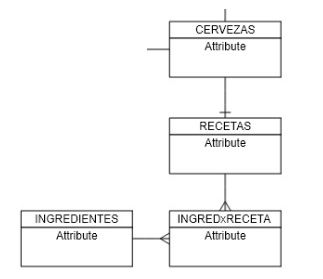 CERVEZAS
Attribute
RECETAS
Attribute
INGREDIENTES
Attribute
INGREDxRECETA
Attribute